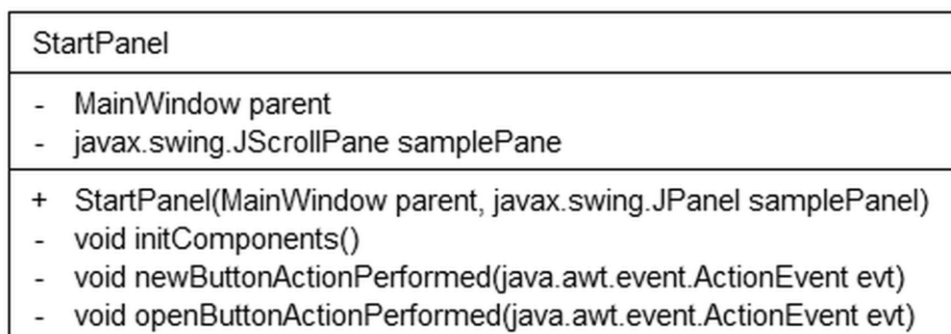 StartPanel
- MainWindow parent
- javax.swing.JScrollPane samplePane
+ StartPanel(MainWindow parent, javax.swing.JPanel samplePanel)
- void initComponents()
- void newButtonActionPerformed(java.awt.event.ActionEvent evt)
- void openButtonActionPerformed(java.awt.event.ActionEvent evt)